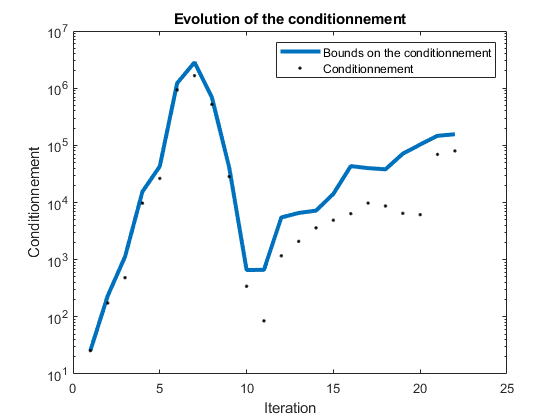 Evolution of the conditionnement
Bounds on the conditionnement
Conditionnement
10^7
10^6
10^5
10^4
10^3
10^2
10^1
Conditionnement
0 5 10 15 20 25
Iteration